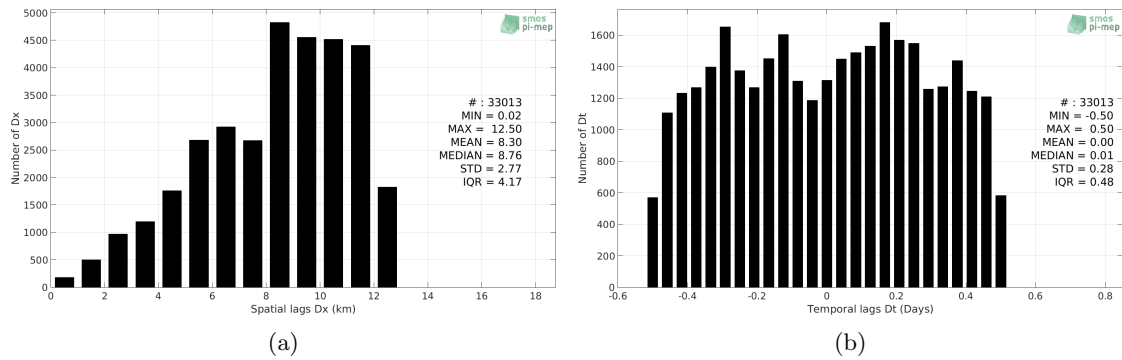 smos
pi-mep
5000
4500
4000
3500
3000
2500
2000
1500
1000
500
0
Number of Dx
# : 33013
MIN = 0.02
MAX = 12.50
MEAN = 8.30
MEDIAN = 8.76
STD = 2.77
IQR = 4.17
0 2 4 6 8 10 12 14 16 18
Spatial lags Dx (km)
(a)
smos
pi-mep
1600
1400
1200
1000
800
600
400
200
0
Number of Dt
# : 33013
MIN = -0.50
MAX = 0.50
MEAN = 0.00
MEDIAN = 0.01
STD = 0.28
IQR = 0.48
-0.6 -0.4 -0.2 0 0.2 0.4 0.6 0.8
Temporal lags Dt (Days)
(b)